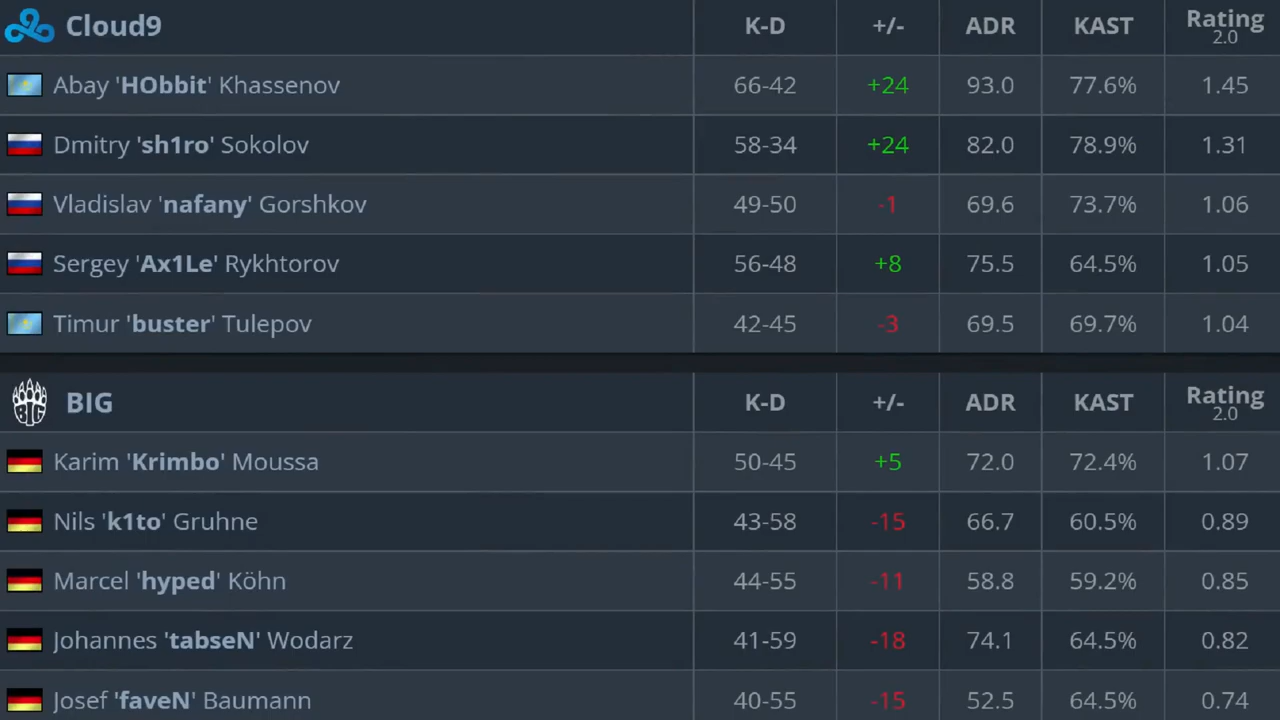 Cloud9 K-D +/- ADR KAST Rating 2.0
Abay 'HObbit' Khassenov 66-42 +24 93.0 77.6% 1.45
Dmitry 'sh1ro' Sokolov 58-34 +24 82.0 78.9% 1.31
Vladislav 'nafany' Gorshkov 49-50 -1 69.6 73.7% 1.06
Sergey 'Ax1Le' Rykhtorov 56-48 +8 75.5 64.5% 1.05
Timur 'buster' Tulepov 42-45 -3 69.5 69.7% 1.04
BIG BIG K-D +/- ADR KAST Rating 2.0
Karim 'Krimbo' Moussa 50-45 +5 72.0 72.4% 1.07
Nils 'k1to' Gruhne 43-58 -15 66.7 60.5% 0.89
Marcel 'hyped' Köhn 44-55 -11 58.8 59.2% 0.85
Johannes 'tabseN' Wodarz 41-59 -18 74.1 64.5% 0.82
Josef 'faveN' Baumann 40-55 -15 52.5 64.5% 0.74